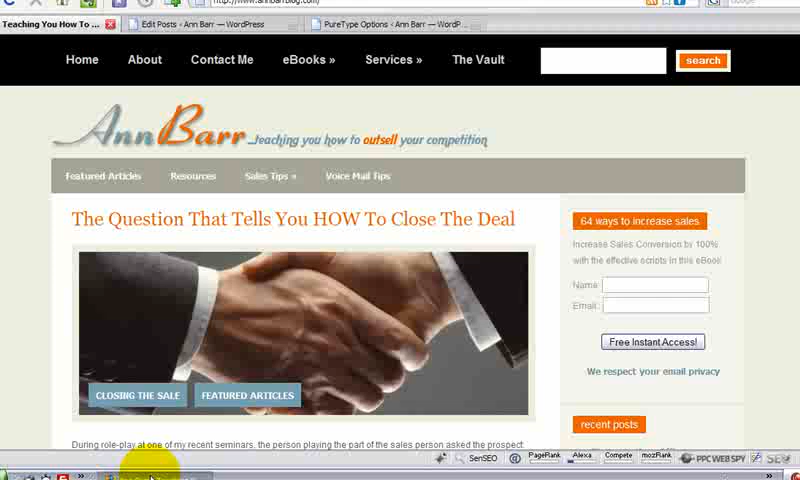 http://www.annbarrblog.com/
Teaching You How To ...
Edit Posts ‹ Ann Barr — WordPress
PureType Options ‹ Ann Barr — WordP...
Home About Contact Me eBooks » Services » The Vault search
AnnBarr ...teaching you how to outsell your competition
Featured Articles Resources Sales Tips » Voice Mail Tips
The Question That Tells You HOW To Close The Deal
CLOSING THE SALE FEATURED ARTICLES
During role-play at one of my recent seminars, the person playing the part of the sales person asked the prospect:
64 ways to increase sales
Increase Sales Conversion by 100%
with the effective scripts in this eBook
Name:
Email:
Free Instant Access!
We respect your email privacy
recent posts
SenSEO PageRank Alexa Compete mozRank PPC WEB SPY SEO